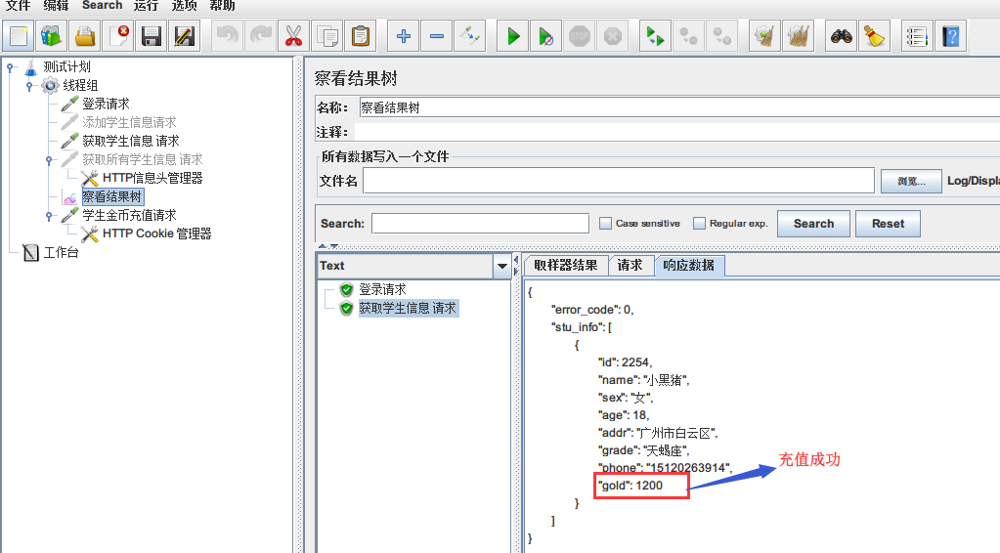 文件 编辑 Search 运行 选项 帮助
STOP
测试计划
线程组
登录请求
添加学生信息请求
获取学生信息 请求
获取所有学生信息 请求
HTTP信息头管理器
察看结果树
学生金币充值请求
HTTP Cookie 管理器
工作台
察看结果树
名称： 察看结果树
注释：
所有数据写入一个文件
文件名 浏览... Log/Displa
Search: Case sensitive Regular exp. Search Reset
Text
登录请求
获取学生信息 请求
取样器结果 请求 响应数据
{
"error_code": 0,
"stu_info": [
{
"id": 2254,
"name": "小黑猪",
"sex": "女",
"age": 18,
"addr": "广州市白云区",
"grade": "天蝎座",
"phone": "15120263914",
"gold": 1200
充值成功
}
]
}